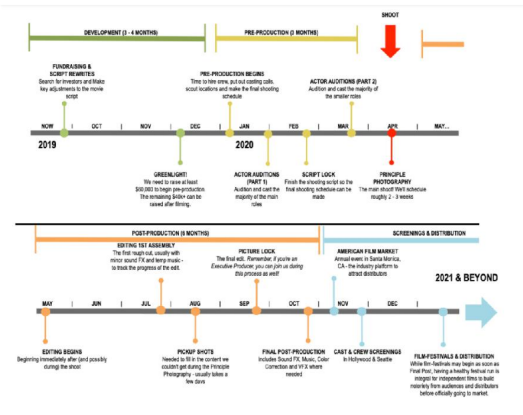 SHOOT
DEVELOPMENT (3 - 4 MONTHS)
PRE-PRODUCTION (3 MONTHS)
FUNDRAISING &
SCRIPT REWRITES
Search for investors and Make
key adjustments to the movie
script
PRE-PRODUCTION BEGINS
Time to hire crew, put out casting calls,
scout locations and make the final shooting
schedule
ACTOR AUDITIONS (PART 2)
Audition and cast the majority of
the smaller roles
NOW | OCT | NOV | DEC | JAN | FEB | MAR | APR | MAY...
2019
2020
GREENLIGHT!
We need to raise at least
to begin pre-production.
The remaining $40k+ can be
raised after filming.
ACTOR AUDITIONS
(PART 1)
Audition and cast the
majority of the main
roles
SCRIPT LOCK
Finish the shooting script so the
final shooting schedule can be
made
PRINCIPLE
PHOTOGRAPHY
The main shoot! We'll schedule
roughly 2 - 3 weeks
POST-PRODUCTION (6 MONTHS)
SCREENINGS & DISTRIBUTION
EDITING 1ST ASSEMBLY
The first rough cut, usually with
minor sound FX and temp music -
to track the progress of the edit.
PICTURE LOCK
The final edit. Remember, if you're an
Executive Producer, you can join us during
this process as well!
AMERICAN FILM MARKET
Annual event in Santa Monica,
CA - the industry platform to
attract distributors
2021 & BEYOND
MAY | JUN | JUL | AUG | SEP | OCT | NOV | DEC |
EDITING BEGINS
Beginning immediately after (and possibly
during) the shoot
PICKUP SHOTS
Needed to fill in the content we
couldn't get during the Principle
Photography - usually takes a
few days
FINAL POST-PRODUCTION
Includes Sound FX, Music, Color
Correction and VFX where
needed.
CAST & CREW SCREENINGS
In Hollywood & Seattle
FILM-FESTIVALS & DISTRIBUTION
While film-festivals may begin as soon as
Final Post, having a healthy festival run is
integral for independent films to build
notoriety from audiences and distributors
before officially going to market.